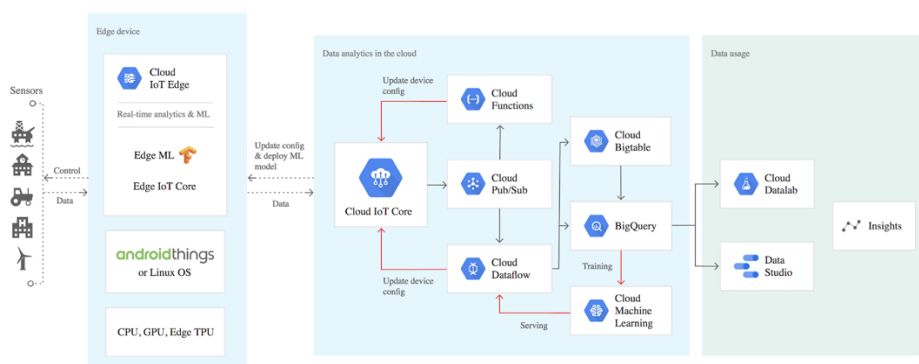 Sensors
Control
Data
Edge device
Cloud
IoT Edge
Real-time analytics & ML
Edge ML
Edge IoT Core
androidthings
or Linux OS
CPU, GPU, Edge TPU
Update config
& deploy ML
model
Data
Data analytics in the cloud
Update device
config
Cloud
Functions
Cloud IoT Core
Cloud
Pub/Sub
Update device
config
Cloud
Dataflow
Cloud
Bigtable
BigQuery
Training
Cloud
Machine
Learning
Serving
Data usage
Cloud
Datalab
Data
Studio
Insights